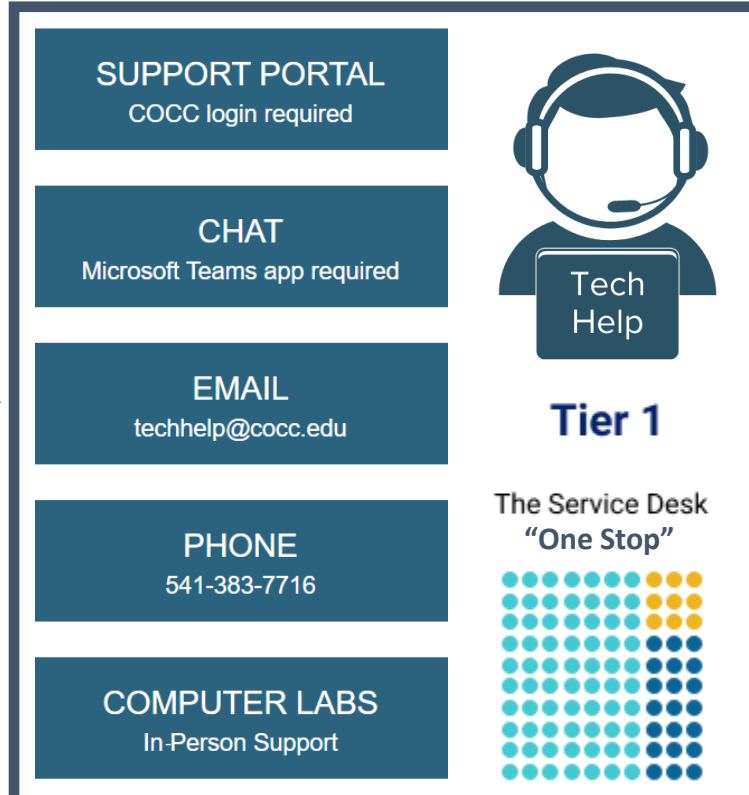 SUPPORT PORTAL
COCC login required
CHAT
Microsoft Teams app required
EMAIL
techhelp@cocc.edu
PHONE
541-383-7716
COMPUTER LABS
In-Person Support
Tech
Help
Tier 1
The Service Desk
“One Stop”